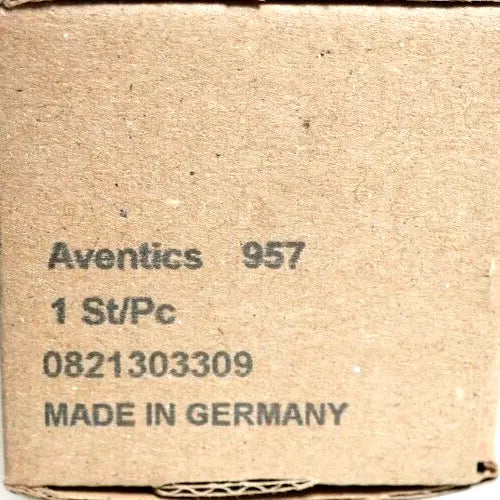 Aventics 957
1 St/Pc
0821303309
MADE IN GERMANY